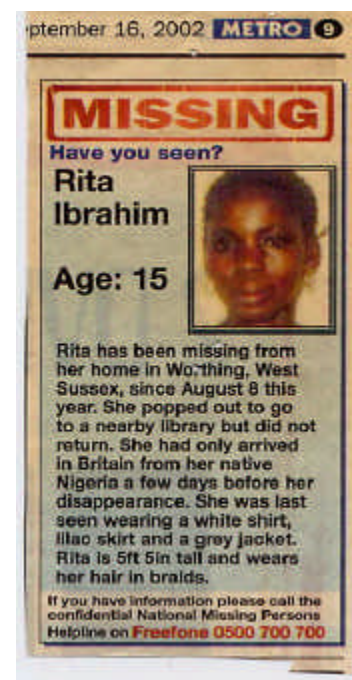 ptember 16, 2002 METRO 9
MISSING
Have you seen?
Rita
Ibrahim
Age: 15
Rita has been missing from
her home in Worthing, West
Sussex, since August 8 this
year. She popped out to go
to a nearby library but did not
return. She had only arrived
in Britain from her native
Nigeria a few days before her
disappearance. She was last
seen wearing a white shirt,
lilac skirt and a grey jacket.
Rita is 5ft 5in tall and wears
her hair in braids.
If you have information please call the
confidential National Missing Persons
Helpline on Freefone 0500 700 700